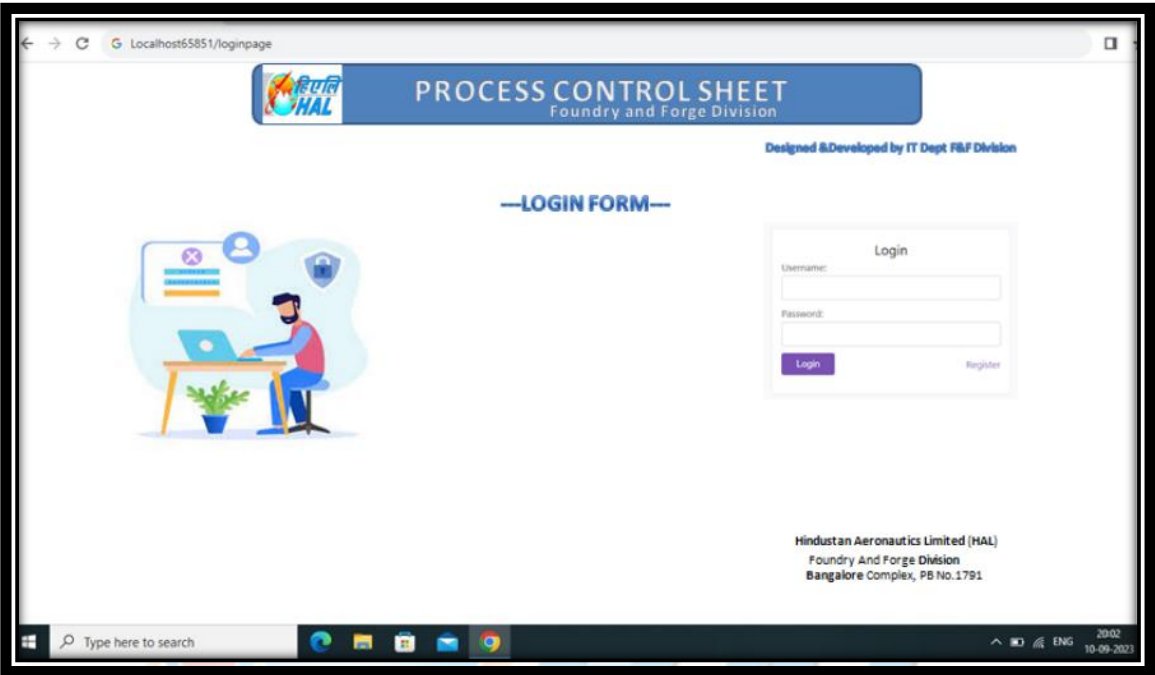 Localhost65851/loginpage
हिएलि
HAL
PROCESS CONTROL SHEET
Foundry and Forge Division
Designed &Developed by IT Dept F&F Division
---LOGIN FORM---
Login
Username:
Password:
Login
Register
Hindustan Aeronautics Limited (HAL)
Foundry And Forge Division
Bangalore Complex, PB No.1791
Type here to search
ENG
20:02
10-09-2023